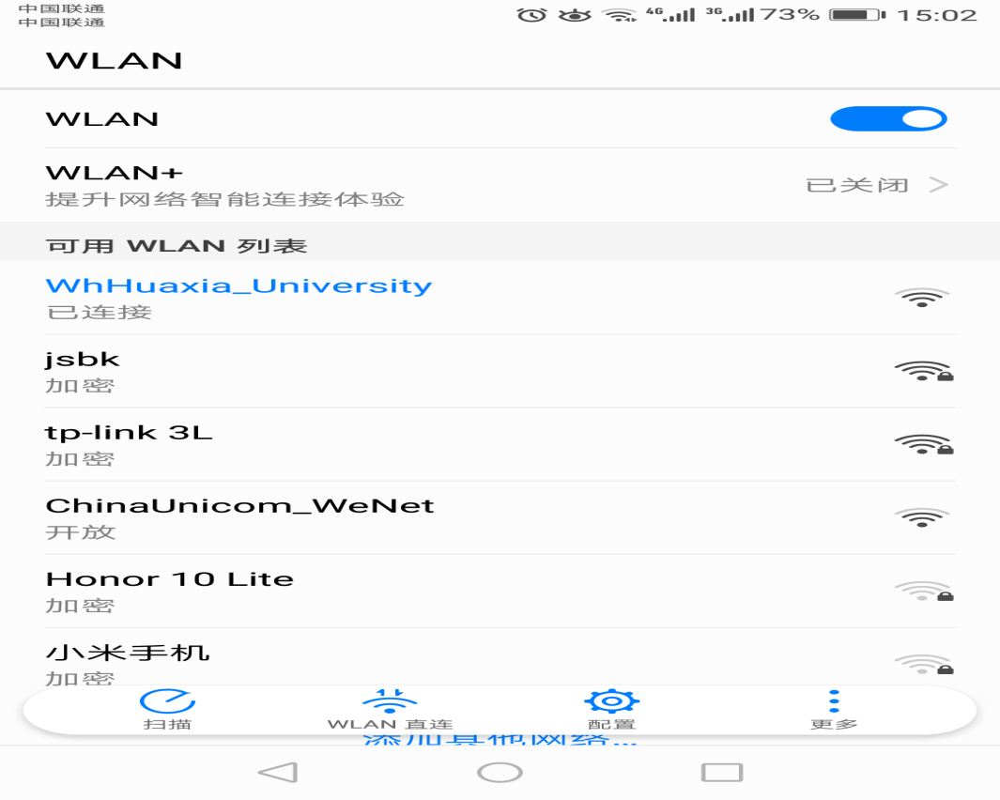 中国联通
中国联通
4G 3G 73% 15:02
WLAN
WLAN
WLAN+
提升网络智能连接体验
已关闭
可用 WLAN 列表
WhHuaxia_University
已连接
jsbk
加密
tp-link 3L
加密
ChinaUnicom_WeNet
开放
Honor 10 Lite
加密
小米手机
加密
扫描 WLAN 直连 配置 更多
添加其他网络...